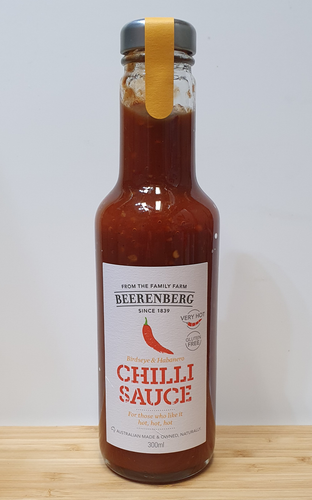 FROM THE FAMILY FARM
BEERENBERG
SINCE 1839
VERY HOT
GLUTEN
FREE
Birdseye & Habanero
CHILLI
SAUCE
For those who like it
hot, hot, hot
AUSTRALIAN MADE & OWNED, NATURALLY
300ml